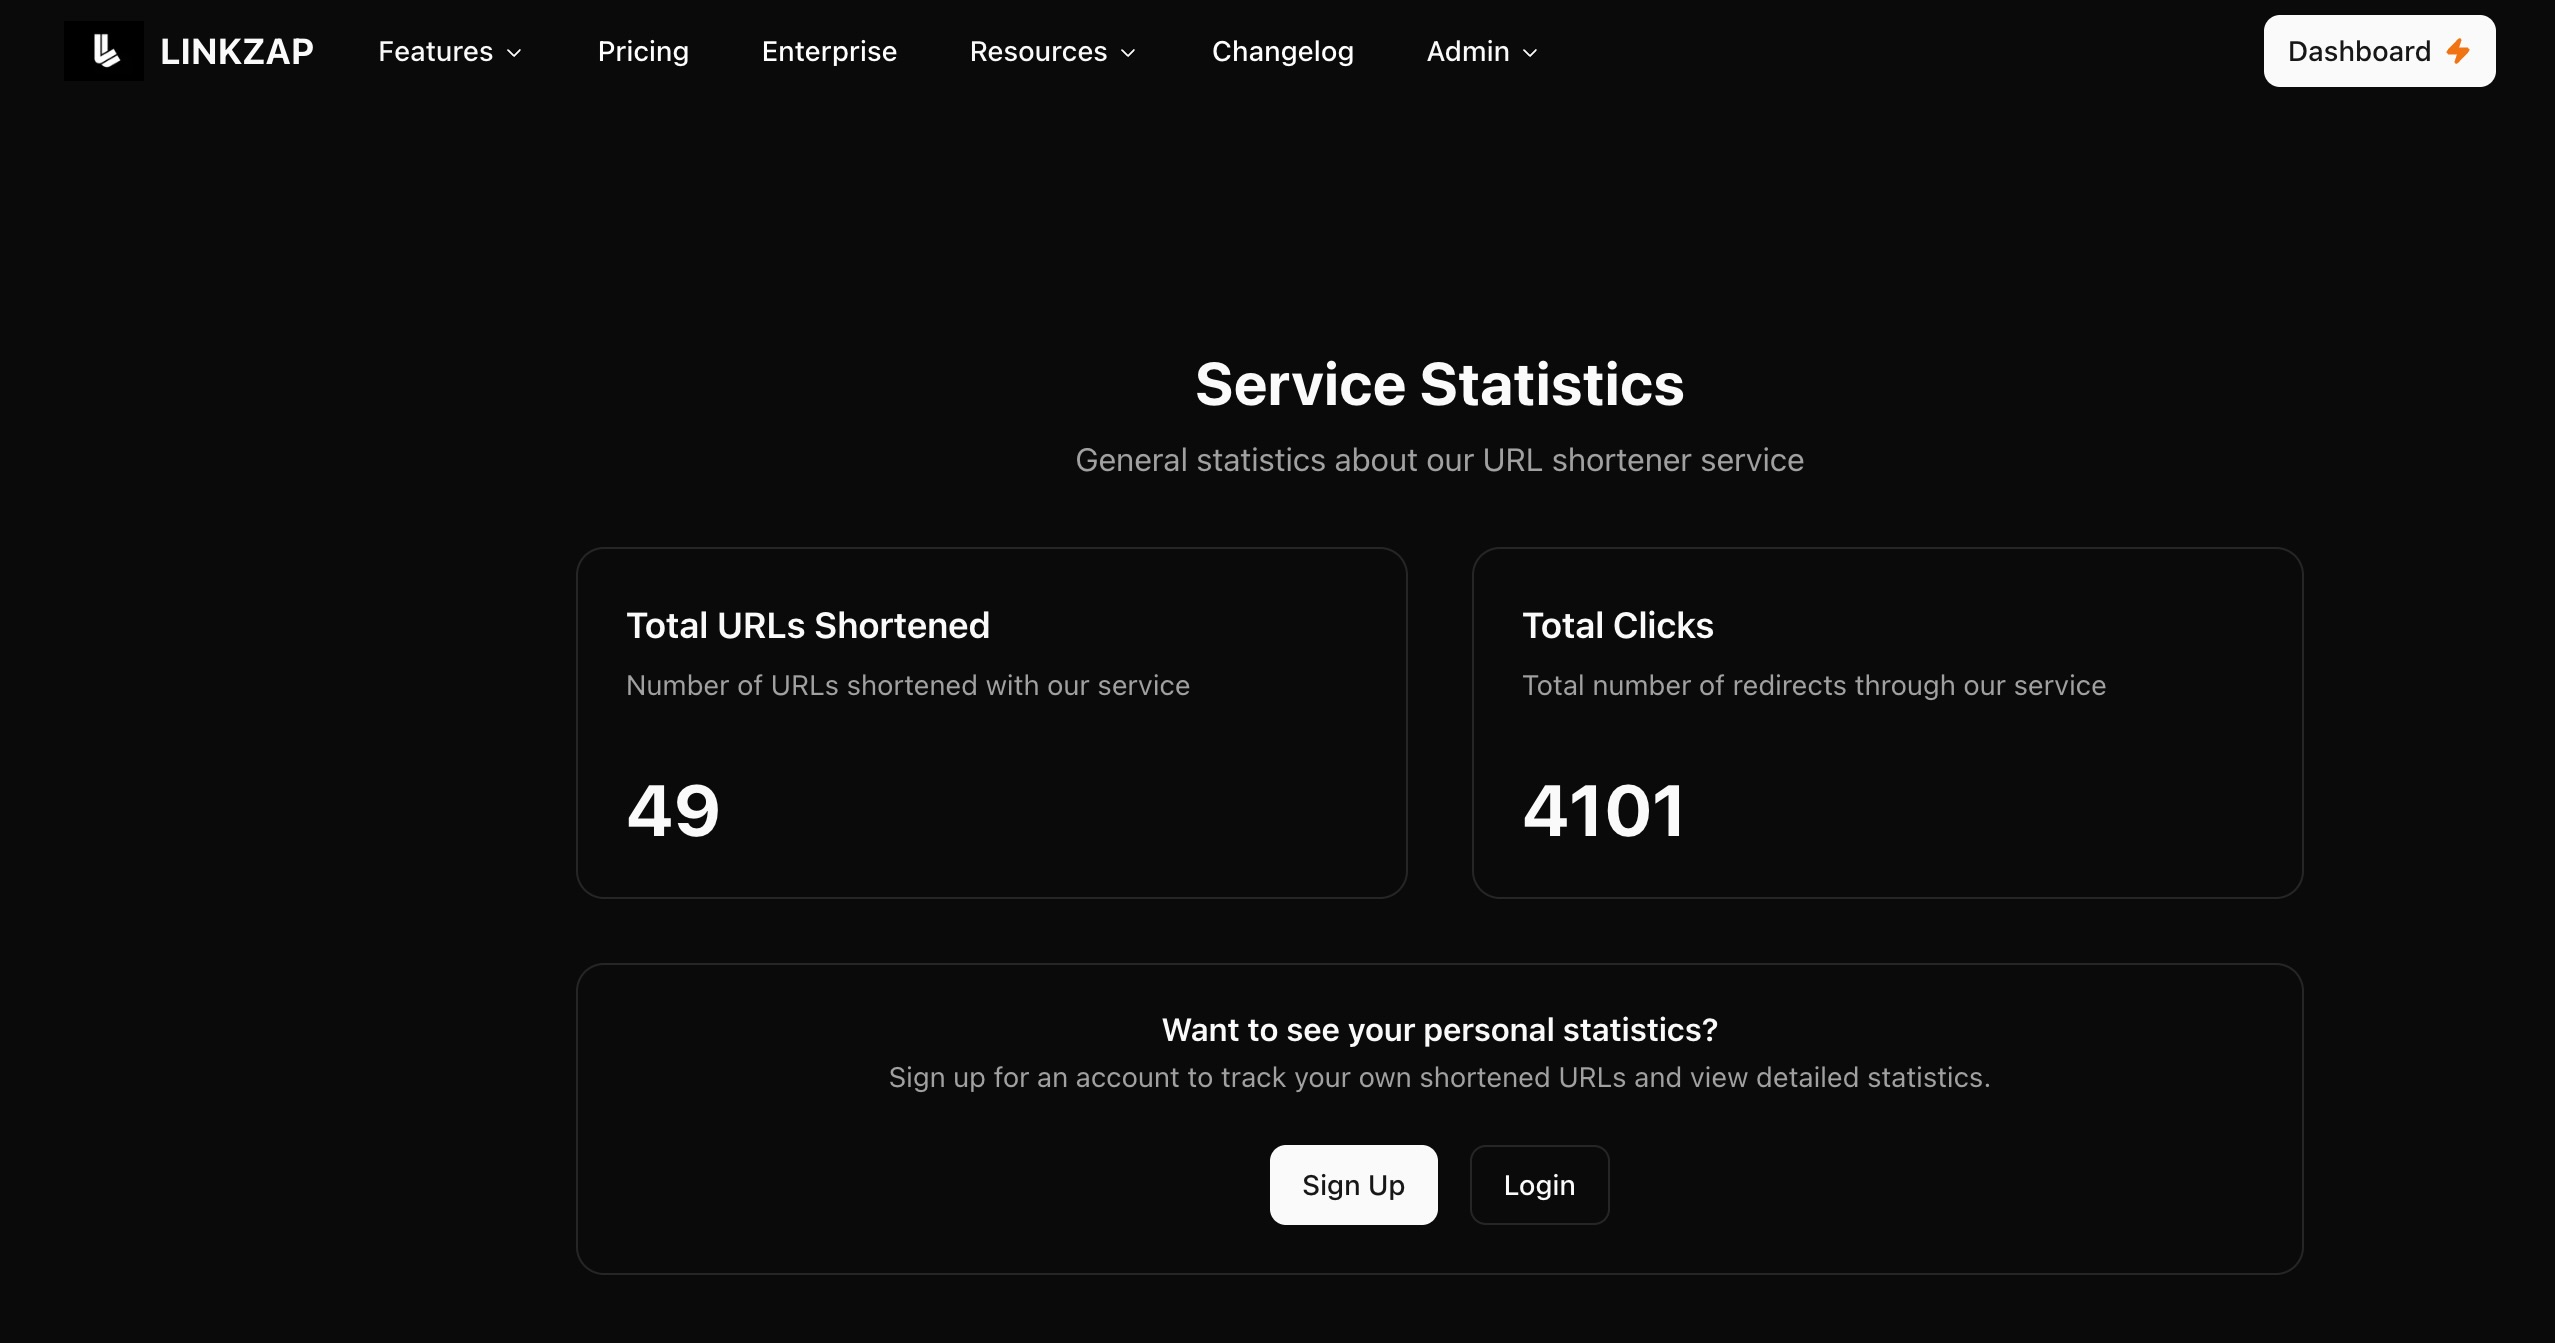 LINKZAP
Features
Pricing
Enterprise
Resources
Changelog
Admin
Dashboard
Service Statistics
General statistics about our URL shortener service
Total URLs Shortened
Number of URLs shortened with our service
49
Total Clicks
Total number of redirects through our service
4101
Want to see your personal statistics?
Sign up for an account to track your own shortened URLs and view detailed statistics.
Sign Up
Login